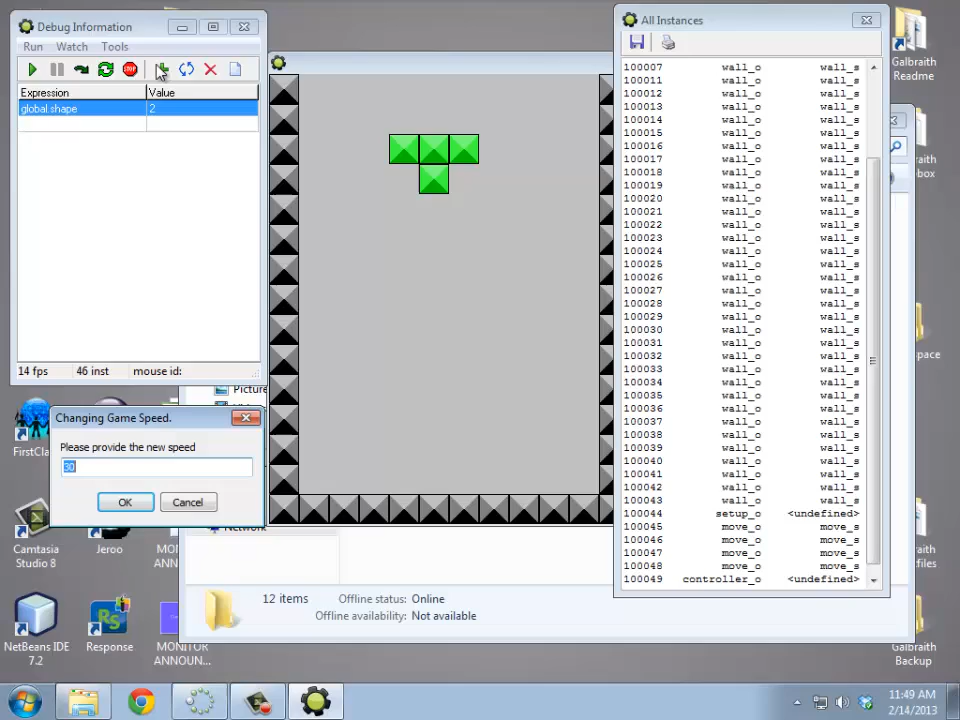 Debug Information
Run Watch Tools
Expression Value
global.shape 2
14 fps 46 inst mouse id:
Changing Game Speed.
Please provide the new speed
30
OK Cancel
All Instances
100007 wall_o wall_s
100011 wall_o wall_s
100012 wall_o wall_s
100013 wall_o wall_s
100014 wall_o wall_s
100015 wall_o wall_s
100016 wall_o wall_s
100017 wall_o wall_s
100018 wall_o wall_s
100019 wall_o wall_s
100020 wall_o wall_s
100021 wall_o wall_s
100022 wall_o wall_s
100023 wall_o wall_s
100024 wall_o wall_s
100025 wall_o wall_s
100026 wall_o wall_s
100027 wall_o wall_s
100028 wall_o wall_s
100029 wall_o wall_s
100030 wall_o wall_s
100031 wall_o wall_s
100032 wall_o wall_s
100033 wall_o wall_s
100034 wall_o wall_s
100035 wall_o wall_s
100036 wall_o wall_s
100037 wall_o wall_s
100038 wall_o wall_s
100039 wall_o wall_s
100040 wall_o wall_s
100041 wall_o wall_s
100042 wall_o wall_s
100043 wall_o wall_s
100044 setup_o <undefined>
100045 move_o move_s
100046 move_o move_s
100047 move_o move_s
100048 move_o move_s
100049 controller_o <undefined>
Galbraith
Readme
Picture
FirstCla
Camtasia
Studio 8
Jeroo
12 items Offline status: Online
Offline availability: Not available
NetBeans IDE
7.2
Response
MONITOR
ANNOUN...
Galbraith
Backup
11:49 AM
2/14/2013